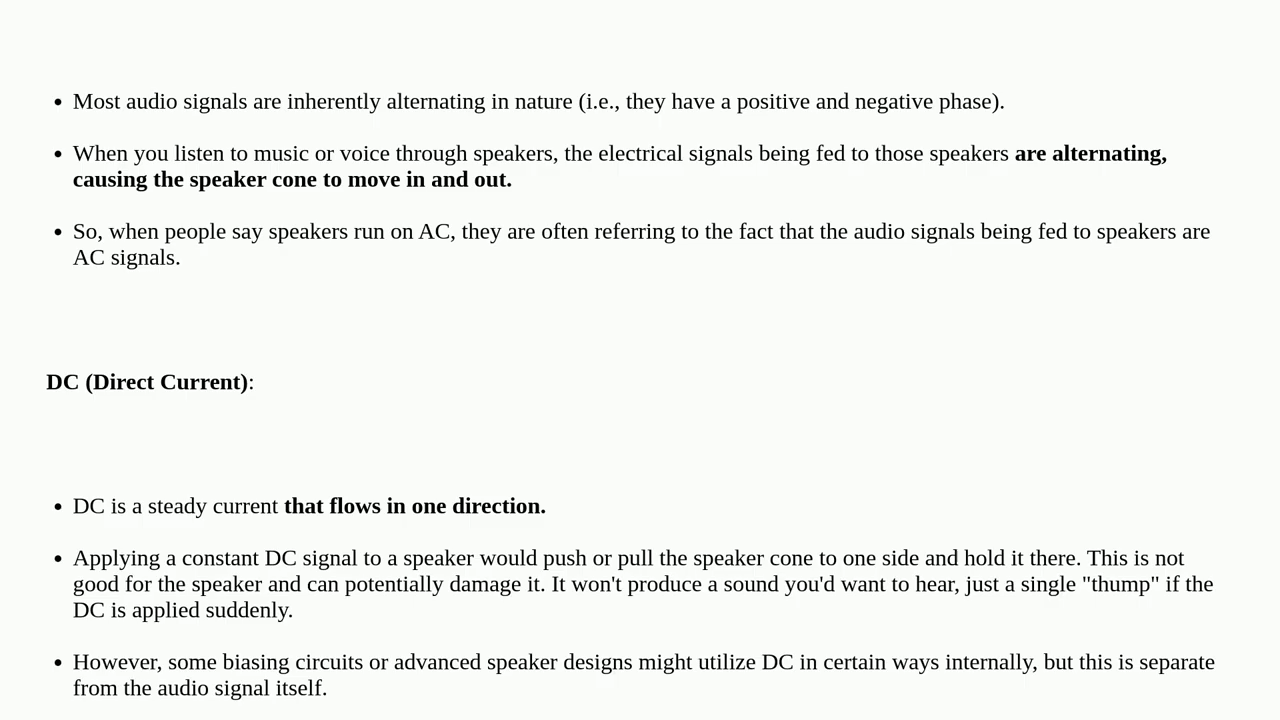 • Most audio signals are inherently alternating in nature (i.e., they have a positive and negative phase).
• When you listen to music or voice through speakers, the electrical signals being fed to those speakers are alternating,
causing the speaker cone to move in and out.
• So, when people say speakers run on AC, they are often referring to the fact that the audio signals being fed to speakers are
AC signals.
DC (Direct Current):
• DC is a steady current that flows in one direction.
• Applying a constant DC signal to a speaker would push or pull the speaker cone to one side and hold it there. This is not
good for the speaker and can potentially damage it. It won't produce a sound you'd want to hear, just a single "thump" if the
DC is applied suddenly.
• However, some biasing circuits or advanced speaker designs might utilize DC in certain ways internally, but this is separate
from the audio signal itself.